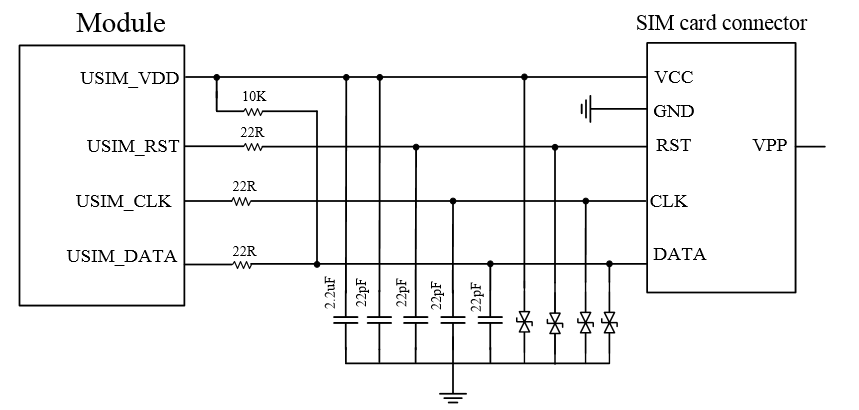 Module
SIM card connector
USIM_VDD
VCC
10K
GND
22R
USIM_RST
RST
VPP
22R
USIM_CLK
CLK
22R
USIM_DATA
DATA
2.2uF
22pF
22pF
22pF
22pF